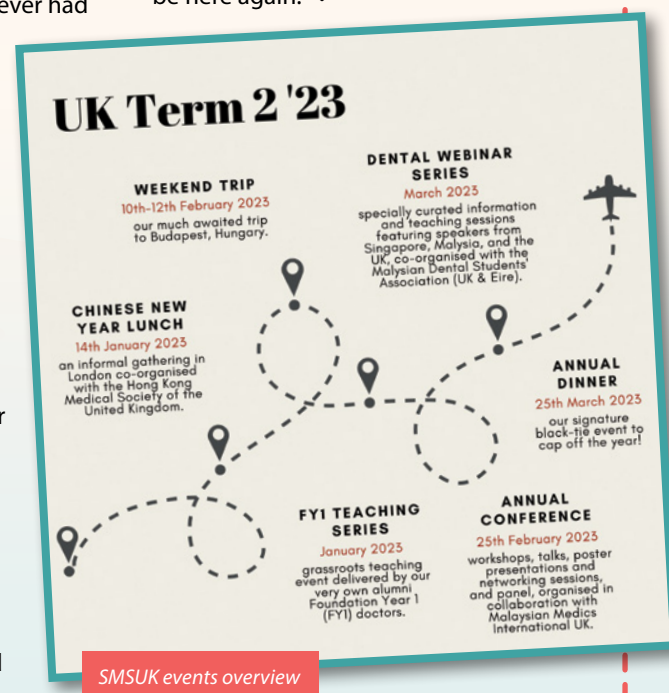 ever had
be here again.
UK Term 2 '23
WEEKEND TRIP
10th-12th February 2023
our much awaited trip
to Budapest, Hungary.
DENTAL WEBINAR
SERIES
March 2023
specially curated information
and teaching sessions
featuring speakers from
Singapore, Malysia, and the
UK, co-organised with the
Malysian Dental Students'
Association (UK & Eire).
CHINESE NEW
YEAR LUNCH
14th January 2023
an informal gathering in
London co-organised
with the Hong Kong
Medical Society of the
United Kingdom.
ANNUAL
DINNER
25th March 2023
our signature
black-tie event to
cap off the year!
FY1 TEACHING
SERIES
January 2023
grassroots teaching
event delivered by our
very own alumni
Foundation Year 1
(FY1) doctors.
ANNUAL
CONFERENCE
25th February 2023
workshops, talks, poster
presentations and
networking sessions,
and panel, organised in
collaboration with
Malaysian Medics
International UK.
SMSUK events overview